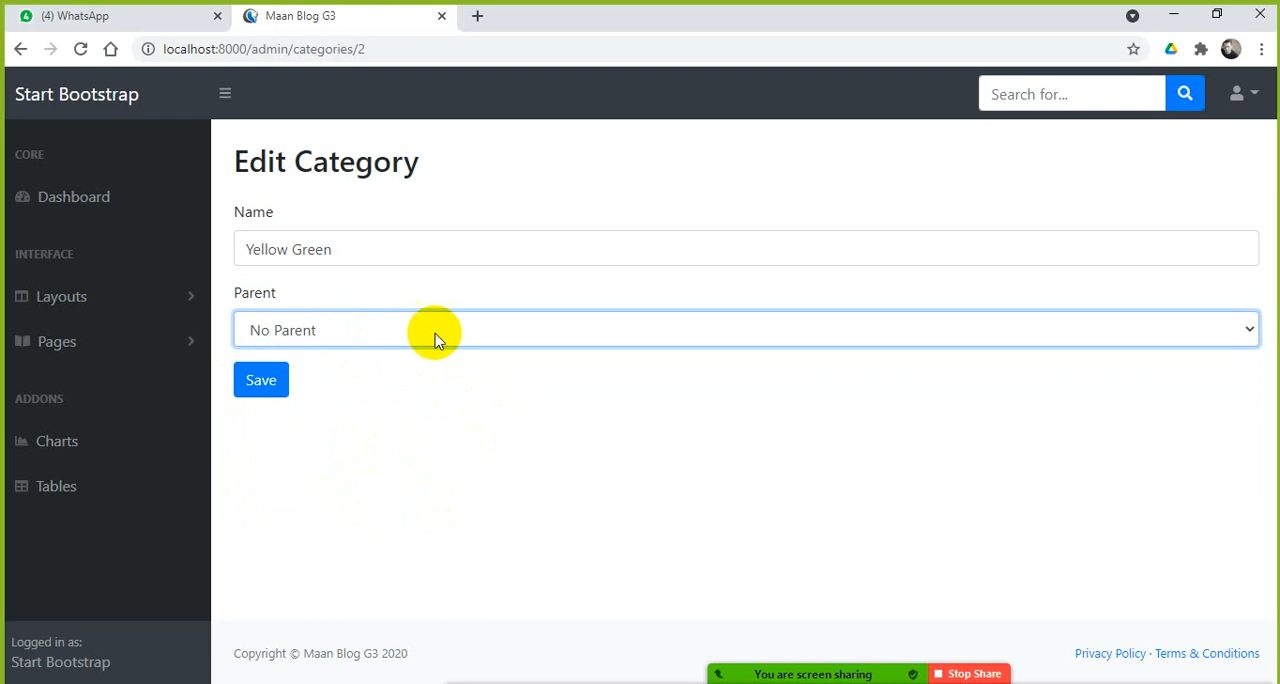 4
(4) WhatsApp
Maan Blog G3
localhost:8000/admin/categories/2
Start Bootstrap
Search for...
CORE
Dashboard
INTERFACE
Layouts
Pages
ADDONS
Charts
Tables
Logged in as:
Start Bootstrap
Edit Category
Name
Yellow Green
Parent
No Parent
Save
Copyright © Maan Blog G3 2020
Privacy Policy · Terms & Conditions
You are screen sharing
Stop Share